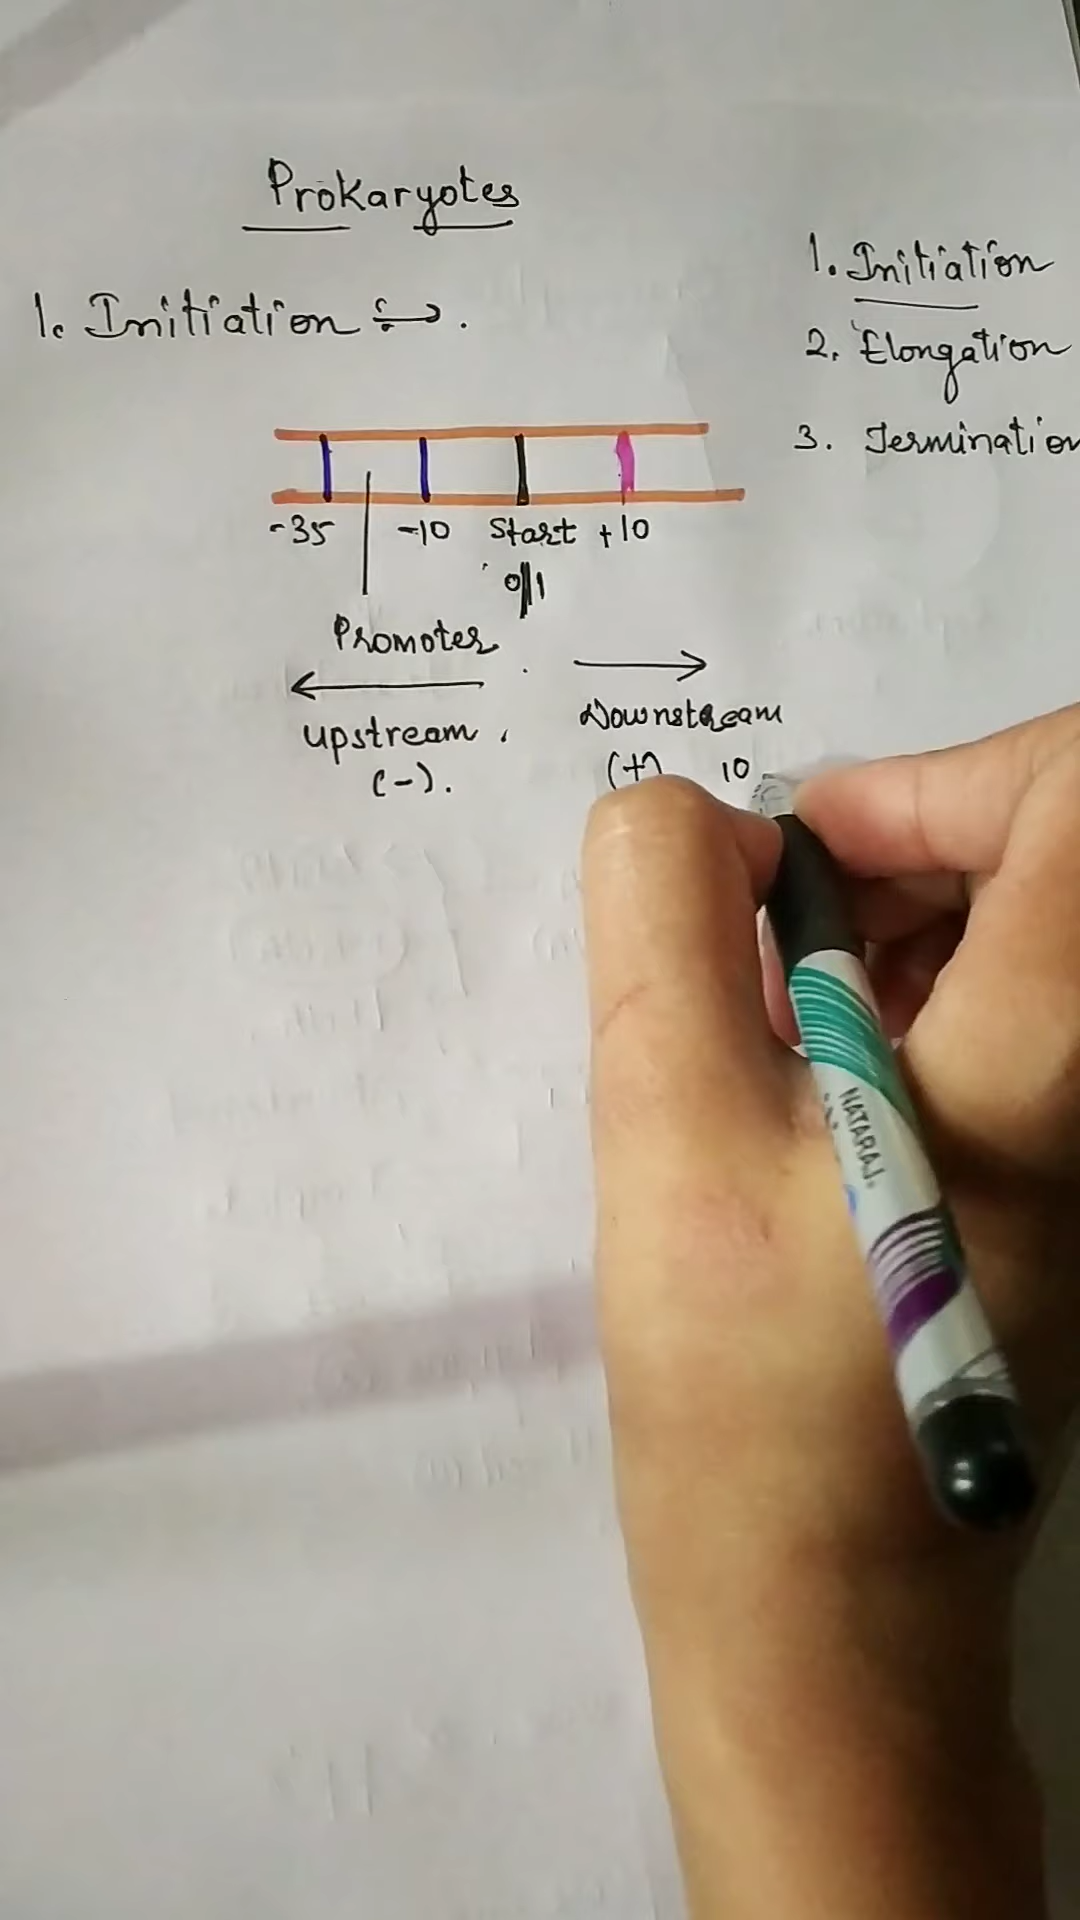 Prokaryotes
1. Initiation :→.
1. Initiation
2. Elongation
3. Termination
-35 -10 Start +10
0/1
Promoter
Upstream Downstream
(-). (+) 10
NATARAJ